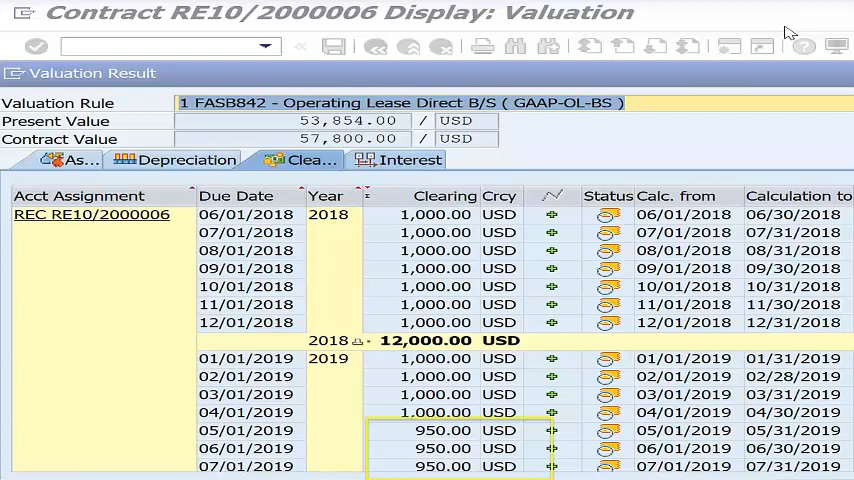 Contract RE10/2000006 Display: Valuation
Valuation Result
Valuation Rule 1 FASB842 - Operating Lease Direct B/S ( GAAP-OL-BS )
Present Value 53,854.00 / USD
Contract Value 57,800.00 / USD
As... Depreciation Clea... Interest
Acct Assignment Due Date Year Clearing Crcy Status Calc. from Calculation to
REC RE10/2000006 06/01/2018 2018 1,000.00 USD 06/01/2018 06/30/2018
07/01/2018 1,000.00 USD 07/01/2018 07/31/2018
08/01/2018 1,000.00 USD 08/01/2018 08/31/2018
09/01/2018 1,000.00 USD 09/01/2018 09/30/2018
10/01/2018 1,000.00 USD 10/01/2018 10/31/2018
11/01/2018 1,000.00 USD 11/01/2018 11/30/2018
12/01/2018 1,000.00 USD 12/01/2018 12/31/2018
2018 12,000.00 USD
01/01/2019 2019 1,000.00 USD 01/01/2019 01/31/2019
02/01/2019 1,000.00 USD 02/01/2019 02/28/2019
03/01/2019 1,000.00 USD 03/01/2019 03/31/2019
04/01/2019 1,000.00 USD 04/01/2019 04/30/2019
05/01/2019 950.00 USD 05/01/2019 05/31/2019
06/01/2019 950.00 USD 06/01/2019 06/30/2019
07/01/2019 950.00 USD 07/01/2019 07/31/2019